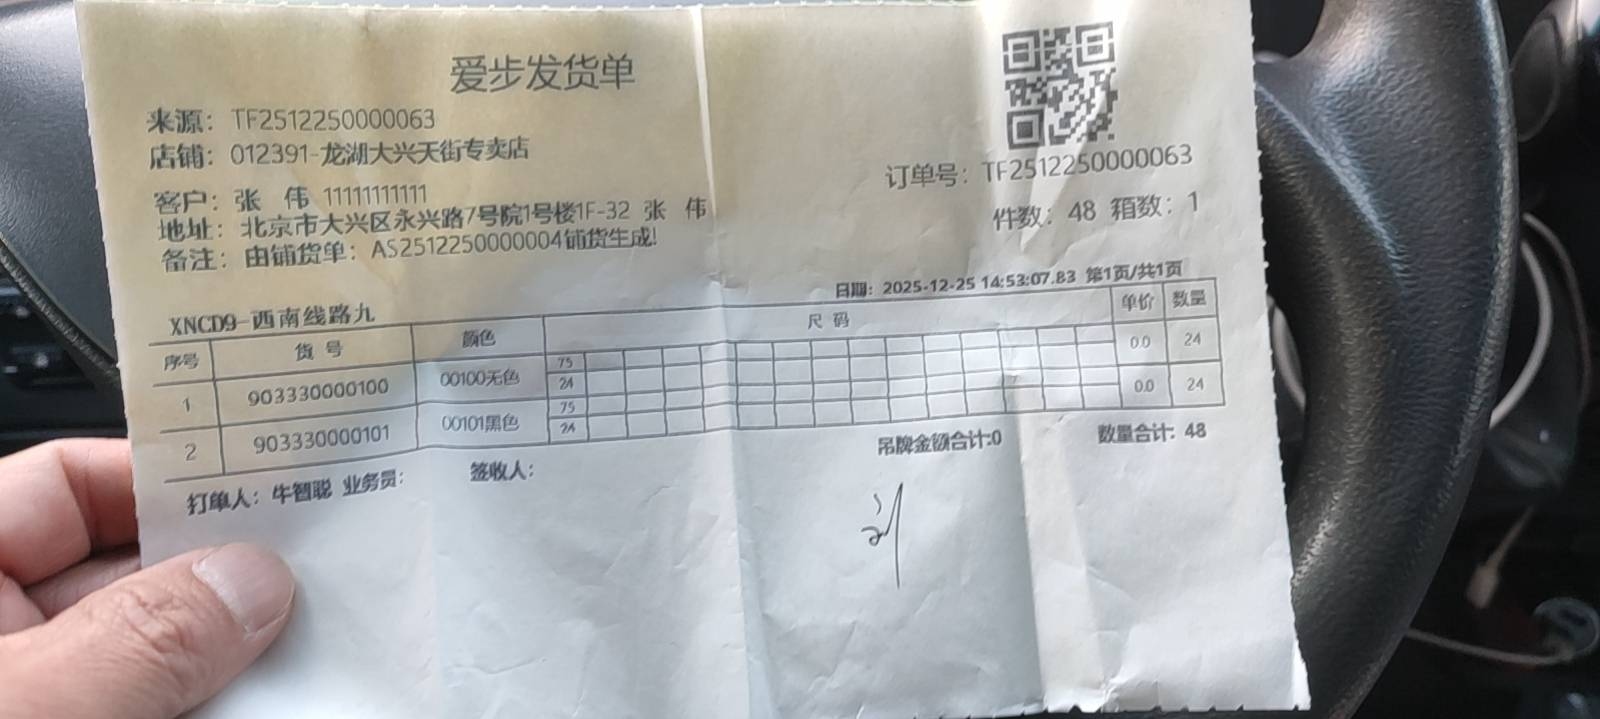 爱步发货单
来源：TF2512250000063
店铺：012391-龙湖大兴天街专卖店
订单号：TF2512250000063
客户：张 伟 11111111111
件数：48 箱数：1
地址：北京市大兴区永兴路7号院1号楼1F-32 张 伟
备注：由铺货单：AS2512250000004铺货生成!
日期：2025-12-25 14:53:07.83 第1页/共1页
XNCD9-西南线路九
序号 货 号 颜色 尺 码 单价 数量
1 903330000100 00100无色 75 24 0.0 24
2 903330000101 00101黑色 75 24 0.0 24
吊牌金额合计:0 数量合计：48
打单人：牛智聪 业务员： 签收人：